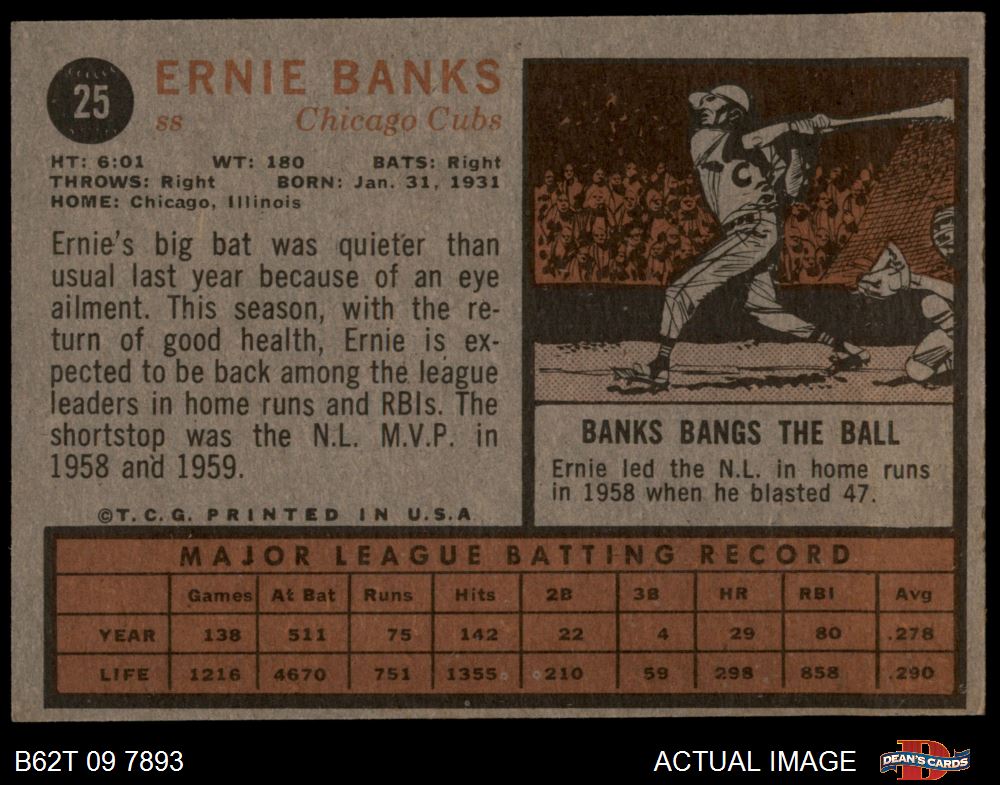 25
ERNIE BANKS
ss Chicago Cubs
HT: 6:01 WT: 180 BATS: Right
THROWS: Right BORN: Jan. 31, 1931
HOME: Chicago, Illinois
Ernie's big bat was quieter than
usual last year because of an eye
ailment. This season, with the re-
turn of good health, Ernie is ex-
pected to be back among the league
leaders in home runs and RBIs. The
shortstop was the N.L. M.V.P. in
1958 and 1959.
©T. C. G. PRINTED IN U.S.A.
C
BANKS BANGS THE BALL
Ernie led the N.L. in home runs
in 1958 when he blasted 47.
MAJOR LEAGUE BATTING RECORD
Games At Bat Runs Hits 2B 3B HR RBI Avg
YEAR 138 511 75 142 22 4 29 80 .278
LIFE 1216 4670 751 1355 210 59 298 858 .290
B62T 09 7893
ACTUAL IMAGE
D
DEAN'S CARDS